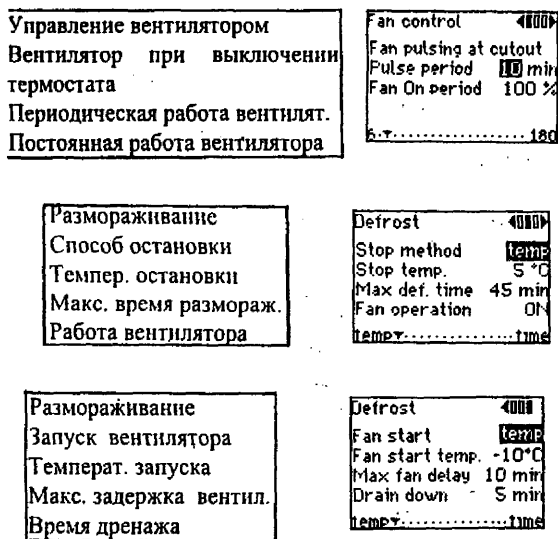 Управление вентилятором
Вентилятор при выключении
термостата
Периодическая работа вентилят.
Постоянная работа вентилятора
Fan control
Fan pulsing at cutout
Pulse period 10 min
Fan On period 100 %
6 180
Размораживание
Способ остановки
Темпер. остановки
Макс. время размораж.
Работа вентилятора
Defrost
Stop method temp
Stop temp. 5 °C
Max def. time 45 min
Fan operation ON
temp time
Размораживание
Запуск вентилятора
Температ. запуска
Макс. задержка вентил.
Время дренажа
Defrost
Fan start temp
Fan start temp. -10°C
Max fan delay 10 min
Drain down 5 min
temp time